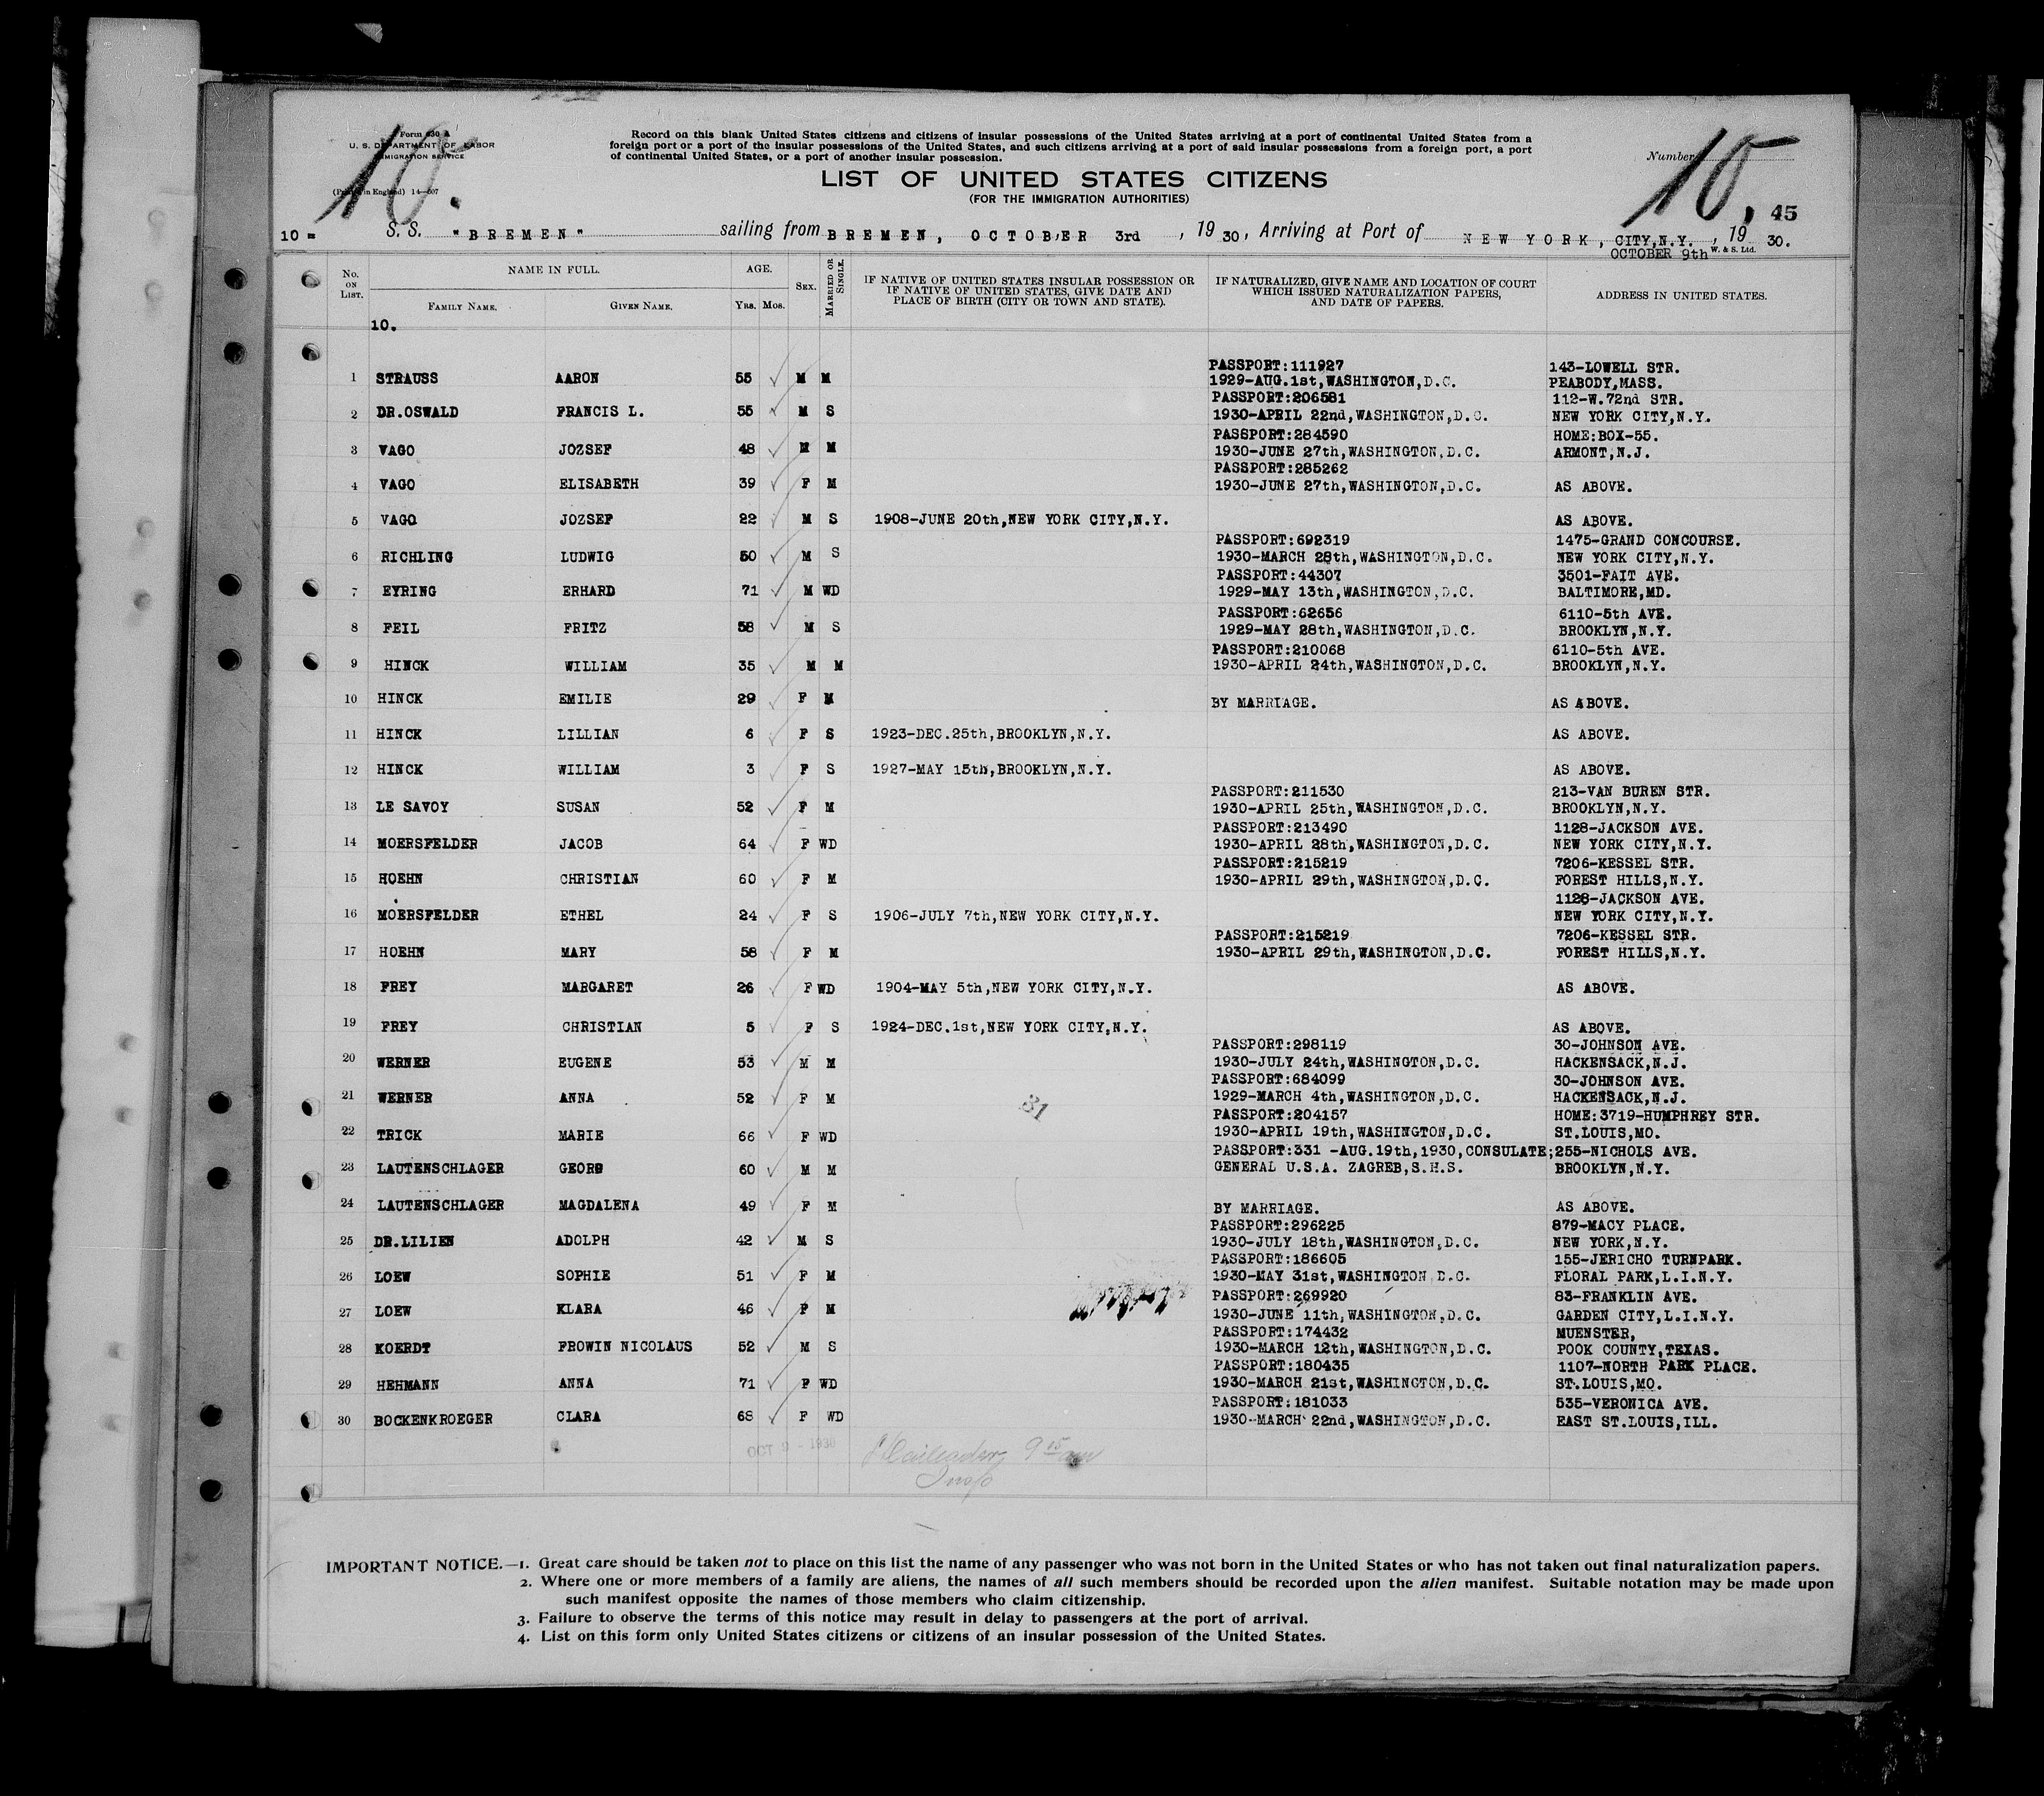 Form 630 A
U. S. DEPARTMENT OF LABOR
IMMIGRATION SERVICE
(Printed in England) 14—507
10.
Record on this blank United States citizens and citizens of insular possessions of the United States arriving at a port of continental United States from a
foreign port or a port of the insular possessions of the United States, and such citizens arriving at a port of said insular possessions from a foreign port, a port
of continental United States, or a port of another insular possession.
Number
10.
45
LIST OF UNITED STATES CITIZENS
(FOR THE IMMIGRATION AUTHORITIES)
10 = S. S. "BREMEN" sailing from BREMEN, OCTOBER 3rd, 1930, Arriving at Port of NEW YORK, CITY,N.Y. , 1930.
OCTOBER 9th W. & S. Ltd.
No. ON LIST. NAME IN FULL. AGE. SEX. MARRIED OR SINGLE. IF NATIVE OF UNITED STATES INSULAR POSSESSION OR IF NATIVE OF UNITED STATES, GIVE DATE AND PLACE OF BIRTH (CITY OR TOWN AND STATE). IF NATURALIZED, GIVE NAME AND LOCATION OF COURT WHICH ISSUED NATURALIZATION PAPERS, AND DATE OF PAPERS. ADDRESS IN UNITED STATES.
FAMILY NAME. GIVEN NAME. Yrs. Mos.
10.
PASSPORT:111927 143-LOWELL STR.
1 STRAUSS AARON 55 M M 1929-AUG.1st,WASHINGTON,D.C. PEABODY,MASS.
PASSPORT:206581 112-W.72nd STR.
2 DR.OSWALD FRANCIS L. 55 M S 1930-APRIL 22nd,WASHINGTON,D.C. NEW YORK CITY,N.Y.
PASSPORT:284590 HOME:BOX-55.
3 VAGO JOZSEF 48 M M 1930-JUNE 27th,WASHINGTON,D.C. ARMONT,N.J.
PASSPORT:285262
4 VAGO ELISABETH 39 F M 1930-JUNE 27th,WASHINGTON,D.C. AS ABOVE.
5 VAGO JOZSEF 22 M S 1908-JUNE 20th,NEW YORK CITY,N.Y. AS ABOVE.
PASSPORT:692319 1475-GRAND CONCOURSE.
6 RICHLING LUDWIG 50 M S 1930-MARCH 28th,WASHINGTON,D.C. NEW YORK CITY,N.Y.
PASSPORT:44307 3501-FAIT AVE.
7 EYRING ERHARD 71 M WD 1929-MAY 13th,WASHINGTON,D.C. BALTIMORE,MD.
PASSPORT:62656 6110-5th AVE.
8 FEIL FRITZ 58 M S 1929-MAY 28th,WASHINGTON,D.C. BROOKLYN,N.Y.
PASSPORT:210068 6110-5th AVE.
9 HINCK WILLIAM 35 M M 1930-APRIL 24th,WASHINGTON,D.C. BROOKLYN,N.Y.
10 HINCK EMILIE 29 F M BY MARRIAGE. AS ABOVE.
11 HINCK LILLIAN 6 F S 1923-DEC.25th,BROOKLYN,N.Y. AS ABOVE.
12 HINCK WILLIAM 3 F S 1927-MAY 15th,BROOKLYN,N.Y. AS ABOVE.
PASSPORT:211530 213-VAN BUREN STR.
13 LE SAVOY SUSAN 52 F M 1930-APRIL 25th,WASHINGTON,D.C. BROOKLYN,N.Y.
PASSPORT:213490 1128-JACKSON AVE.
14 MOERSFELDER JACOB 64 F WD 1930-APRIL 28th,WASHINGTON,D.C. NEW YORK CITY,N.Y.
PASSPORT:215219 7206-KESSEL STR.
15 HOEHN CHRISTIAN 60 F M 1930-APRIL 29th,WASHINGTON,D.C. FOREST HILLS,N.Y.
1128-JACKSON AVE.
16 MOERSFELDER ETHEL 24 F S 1906-JULY 7th,NEW YORK CITY,N.Y. NEW YORK CITY,N.Y.
PASSPORT:215219 7206-KESSEL STR.
17 HOEHN MARY 58 F M 1930-APRIL 29th,WASHINGTON,D.C. FOREST HILLS,N.Y.
18 FREY MARGARET 26 F WD 1904-MAY 5th,NEW YORK CITY,N.Y. AS ABOVE.
19 FREY CHRISTIAN 5 F S 1924-DEC.1st,NEW YORK CITY,N.Y. AS ABOVE.
PASSPORT:298119 30-JOHNSON AVE.
20 WERNER EUGENE 53 M M 1930-JULY 24th,WASHINGTON,D.C. HACKENSACK,N.J.
PASSPORT:684099 30-JOHNSON AVE.
21 WERNER ANNA 52 F M 1929-MARCH 4th,WASHINGTON,D.C. HACKENSACK,N.J.
31
PASSPORT:204157 HOME:3719-HUMPHREY STR.
22 TRICK MARIE 66 F WD 1930-APRIL 19th,WASHINGTON,D.C. ST.LOUIS,MO.
PASSPORT:331 -AUG.19th,1930,CONSULATE; 255-NICHOLS AVE.
23 LAUTENSCHLAGER GEORG 60 M M GENERAL U.S.A. ZAGREB,S.H.S. BROOKLYN,N.Y.
24 LAUTENSCHLAGER MAGDALENA 49 F M BY MARRIAGE. AS ABOVE.
PASSPORT:296225 879-MACY PLACE.
25 DR.LILIEN ADOLPH 42 M S 1930-JULY 18th,WASHINGTON,D.C. NEW YORK,N.Y.
PASSPORT:186605 155-JERICHO TURNPARK.
26 LOEW SOPHIE 51 F M 1930-MAY 31st,WASHINGTON D.C. FLORAL PARK,L.I.N.Y.
PASSPORT:269920 83-FRANKLIN AVE.
27 LOEW KLARA 46 F M 1930-JUNE 11th,WASHINGTON,D.C. GARDEN CITY,L.I.N.Y.
PASSPORT:174432 MUENSTER,
28 KOERDT FROWIN NICOLAUS 52 M S 1930-MARCH 12th,WASHINGTON,D.C. POOK COUNTY,TEXAS.
PASSPORT:180435 1107-NORTH PARK PLACE.
29 HEHMANN ANNA 71 F WD 1930-MARCH 21st,WASHINGTON,D.C. ST.LOUIS,MO.
PASSPORT:181033 535-VERONICA AVE.
30 BOCKENKROEGER CLARA 68 F WD 1930-MARCH 22nd,WASHINGTON,D.C. EAST ST.LOUIS,ILL.
OCT 9 - 1930 9 15 am
Insp
IMPORTANT NOTICE.—1. Great care should be taken not to place on this list the name of any passenger who was not born in the United States or who has not taken out final naturalization papers.
2. Where one or more members of a family are aliens, the names of all such members should be recorded upon the alien manifest. Suitable notation may be made upon
such manifest opposite the names of those members who claim citizenship.
3. Failure to observe the terms of this notice may result in delay to passengers at the port of arrival.
4. List on this form only United States citizens or citizens of an insular possession of the United States.